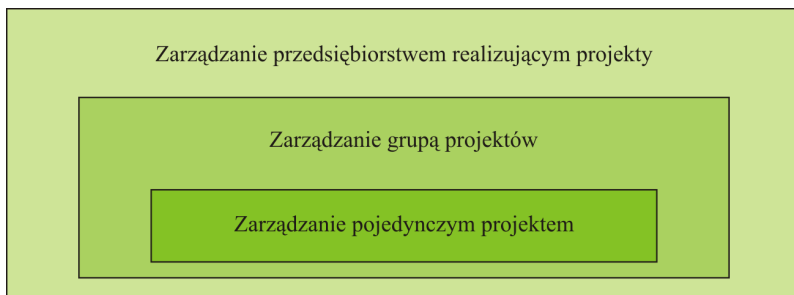 Zarządzanie przedsiębiorstwem realizującym projekty
Zarządzanie grupą projektów
Zarządzanie pojedynczym projektem